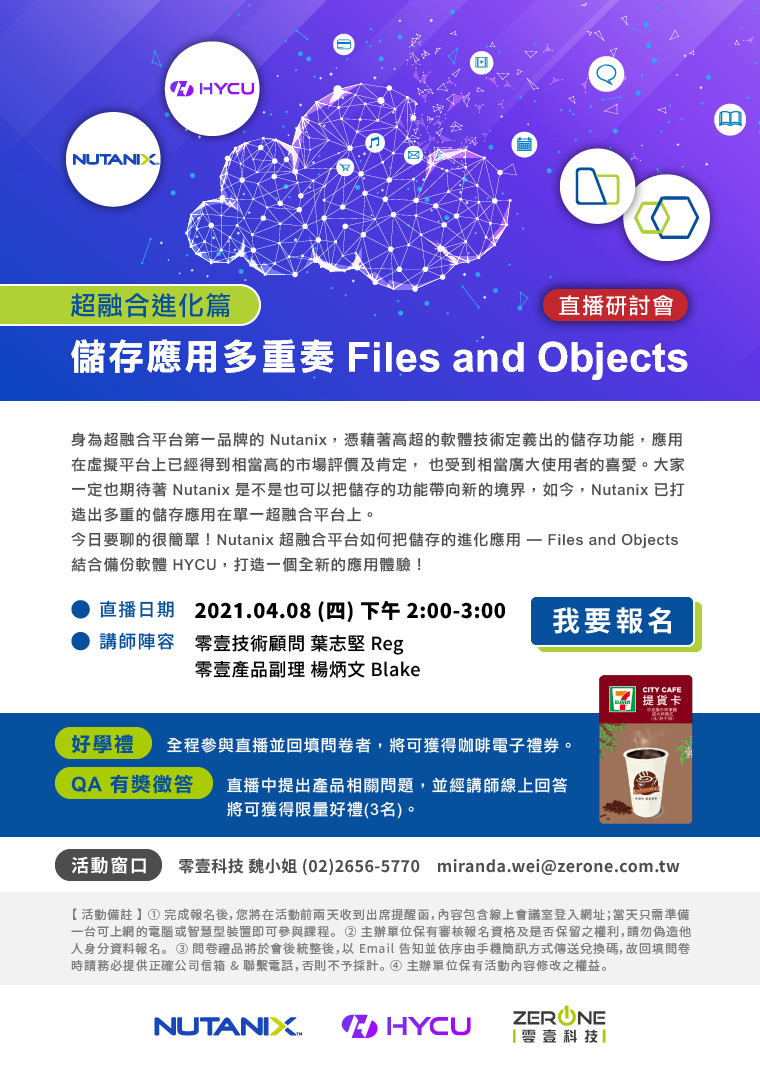 HYCU
NUTANIX
超融合進化篇
直播研討會
儲存應用多重奏 Files and Objects
身為超融合平台第一品牌的 Nutanix，憑藉著高超的軟體技術定義出的儲存功能，應用
在虛擬平台上已經得到相當高的市場評價及肯定， 也受到相當廣大使用者的喜愛。大家
一定也期待著 Nutanix 是不是也可以把儲存的功能帶向新的境界，如今，Nutanix 已打
造出多重的儲存應用在單一超融合平台上。
今日要聊的很簡單！Nutanix 超融合平台如何把儲存的進化應用 — Files and Objects
結合備份軟體 HYCU，打造一個全新的應用體驗！
直播日期 2021.04.08 (四) 下午 2:00-3:00
我要報名
講師陣容 零壹技術顧問 葉志堅 Reg
零壹產品副理 楊炳文 Blake
CITY CAFE
提貨卡
7
ELEVEN
好學禮 全程參與直播並回填問卷者，將可獲得咖啡電子禮券。
QA 有獎徵答 直播中提出產品相關問題，並經講師線上回答
將可獲得限量好禮(3名)。
活動窗口 零壹科技 魏小姐 (02)2656-5770 miranda.wei@zerone.com.tw
【 活動備註 】① 完成報名後，您將在活動前兩天收到出席提醒函，內容包含線上會議室登入網址；當天只需準備
一台可上網的電腦或智慧型裝置即可參與課程。 ② 主辦單位保有審核報名資格及是否保留之權利，請勿偽造他
人身分資料報名。 ③ 問卷禮品將於會後統整後，以 Email 告知並依序由手機簡訊方式傳送兌換碼，故回填問卷
時請務必提供正確公司信箱 & 聯繫電話，否則不予採計。④ 主辦單位保有活動內容修改之權益。
NUTANIX™
HYCU
ZERONE
零壹科技